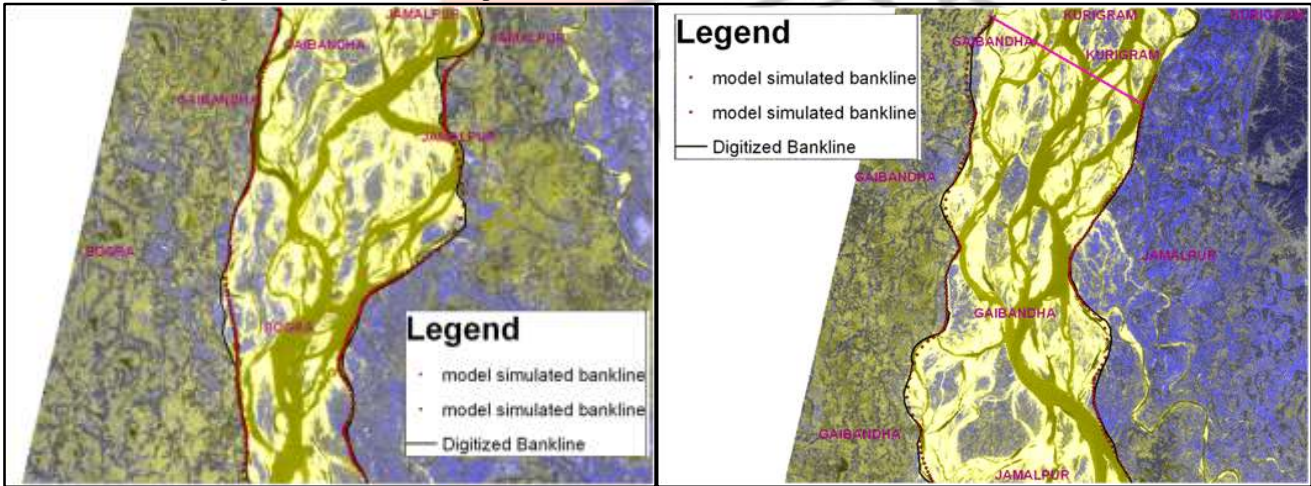 JAMALPUR
GAIBANDHA
JAMALPUR
GAIBANDHA
JAMALPUR
BOGRA
BOGRA
Legend
model simulated bankline
model simulated bankline
Digitized Bankline
Legend
model simulated bankline
model simulated bankline
Digitized Bankline
KURIGRAM
KURIGRAM
GAIBANDHA
KURIGRAM
GAIBANDHA
JAMALPUR
GAIBANDHA
GAIBANDHA
JAMALPUR